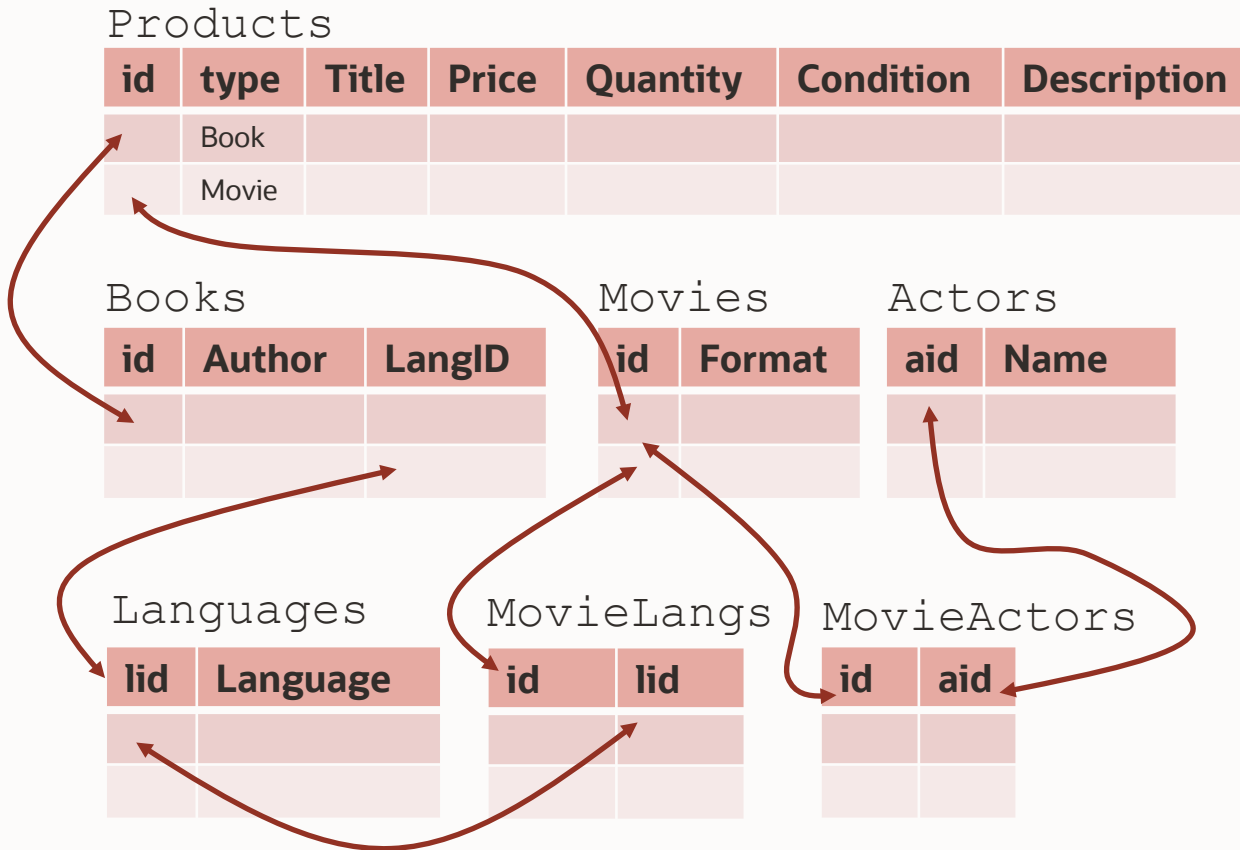 Products
id type Title Price Quantity Condition Description
Book
Movie
Books Movies Actors
id Author LangID id Format aid Name
Languages MovieLangs MovieActors
lid Language id lid id aid